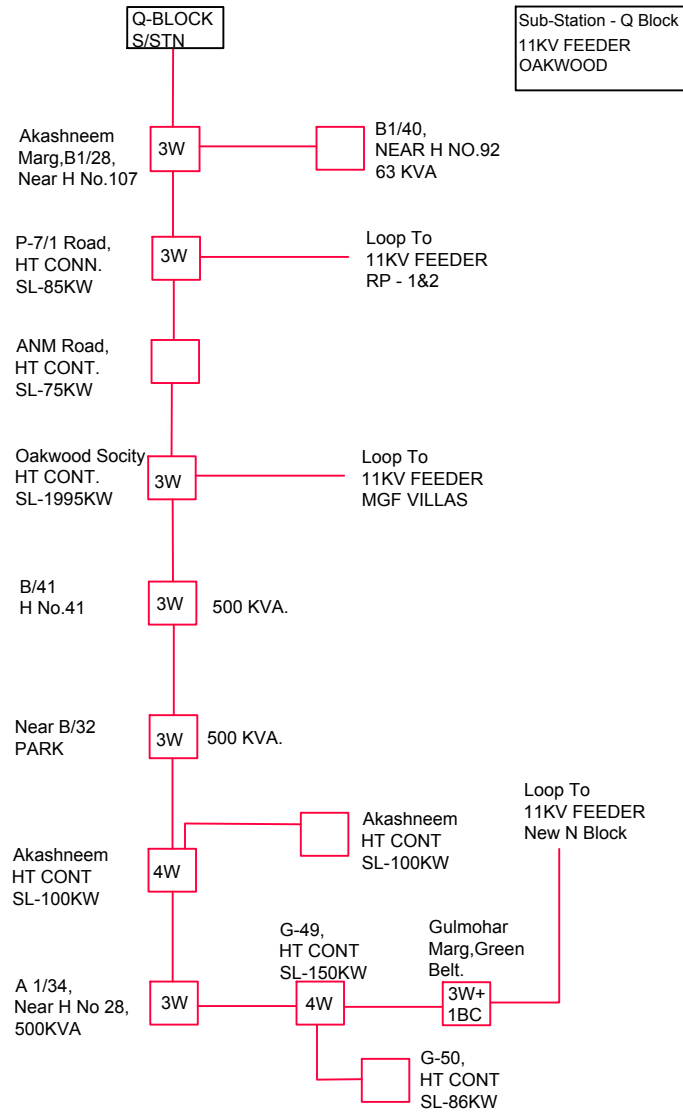 Q-BLOCK
S/STN
Sub-Station - Q Block
11KV FEEDER
OAKWOOD
Akashneem
Marg,B1/28,
Near H No.107
3W
B1/40,
NEAR H NO.92
63 KVA
P-7/1 Road,
HT CONN.
SL-85KW
3W
Loop To
11KV FEEDER
RP - 1&2
ANM Road,
HT CONT.
SL-75KW
Oakwood Socity
HT CONT.
SL-1995KW
3W
Loop To
11KV FEEDER
MGF VILLAS
B/41
H No.41
3W
500 KVA.
Near B/32
PARK
3W
500 KVA.
Loop To
11KV FEEDER
New N Block
Akashneem
HT CONT
SL-100KW
4W
Akashneem
HT CONT
SL-100KW
A 1/34,
Near H No 28,
500KVA
3W
G-49,
HT CONT
SL-150KW
4W
Gulmohar
Marg,Green
Belt.
3W+
1BC
G-50,
HT CONT
SL-86KW